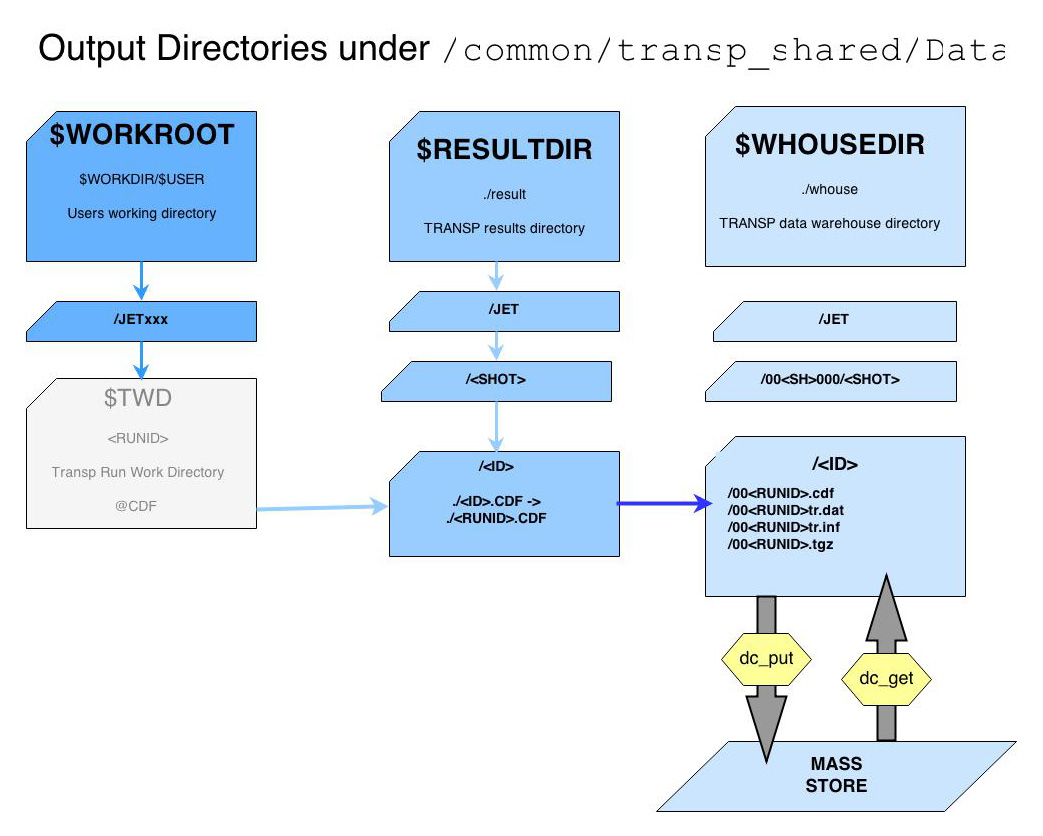 Output Directories under /common/transp_shared/Data
$WORKROOT
$WORKDIR/$USER
Users working directory
/JETxxx
$TWD
<RUNID>
Transp Run Work Directory
@CDF
$RESULTDIR
./result
TRANSP results directory
/JET
/<SHOT>
/<ID>
./<ID>.CDF ->
./<RUNID>.CDF
$WHOUSEDIR
./whouse
TRANSP data warehouse directory
/JET
/00<SH>000/<SHOT>
/<ID>
/00<RUNID>.cdf
/00<RUNID>tr.dat
/00<RUNID>tr.inf
/00<RUNID>.tgz
dc_put
dc_get
MASS
STORE